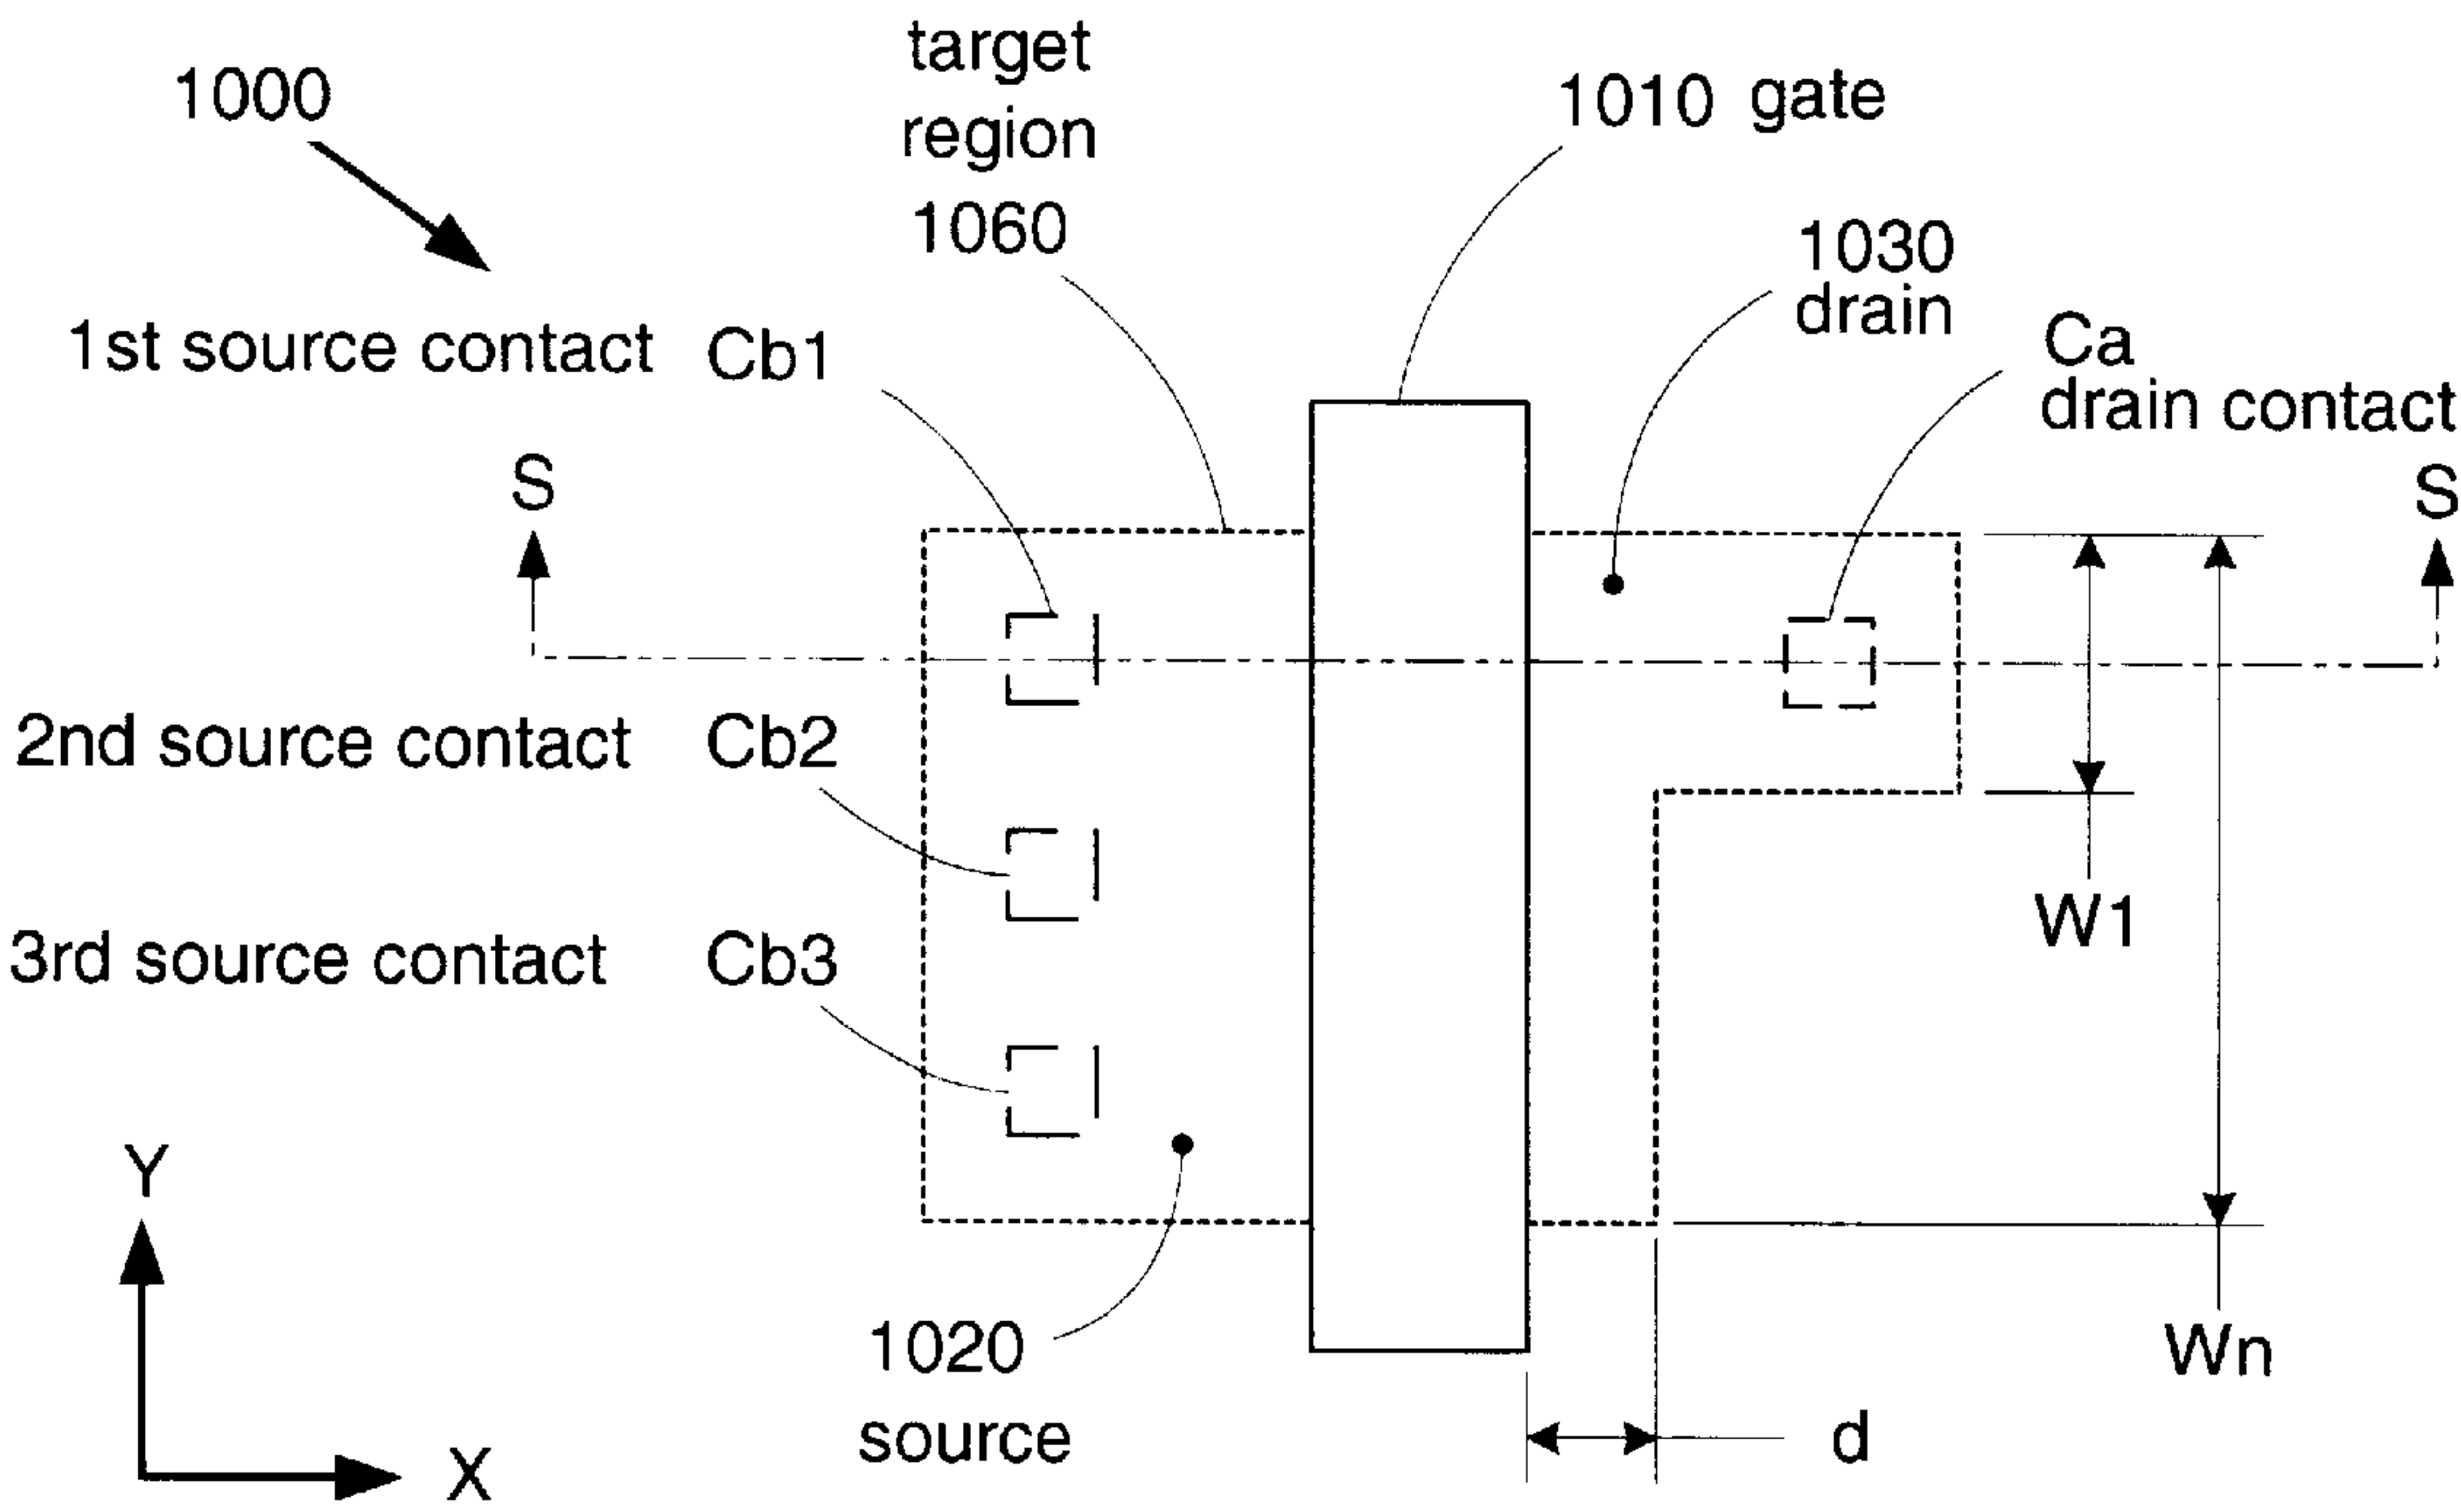 target
region
1060
1000
1010 gate
1030
drain
Ca
drain contact
1st source contact Cb1
S
S
2nd source contact Cb2
W1
3rd source contact Cb3
Y
1020
source
Wn
d
X